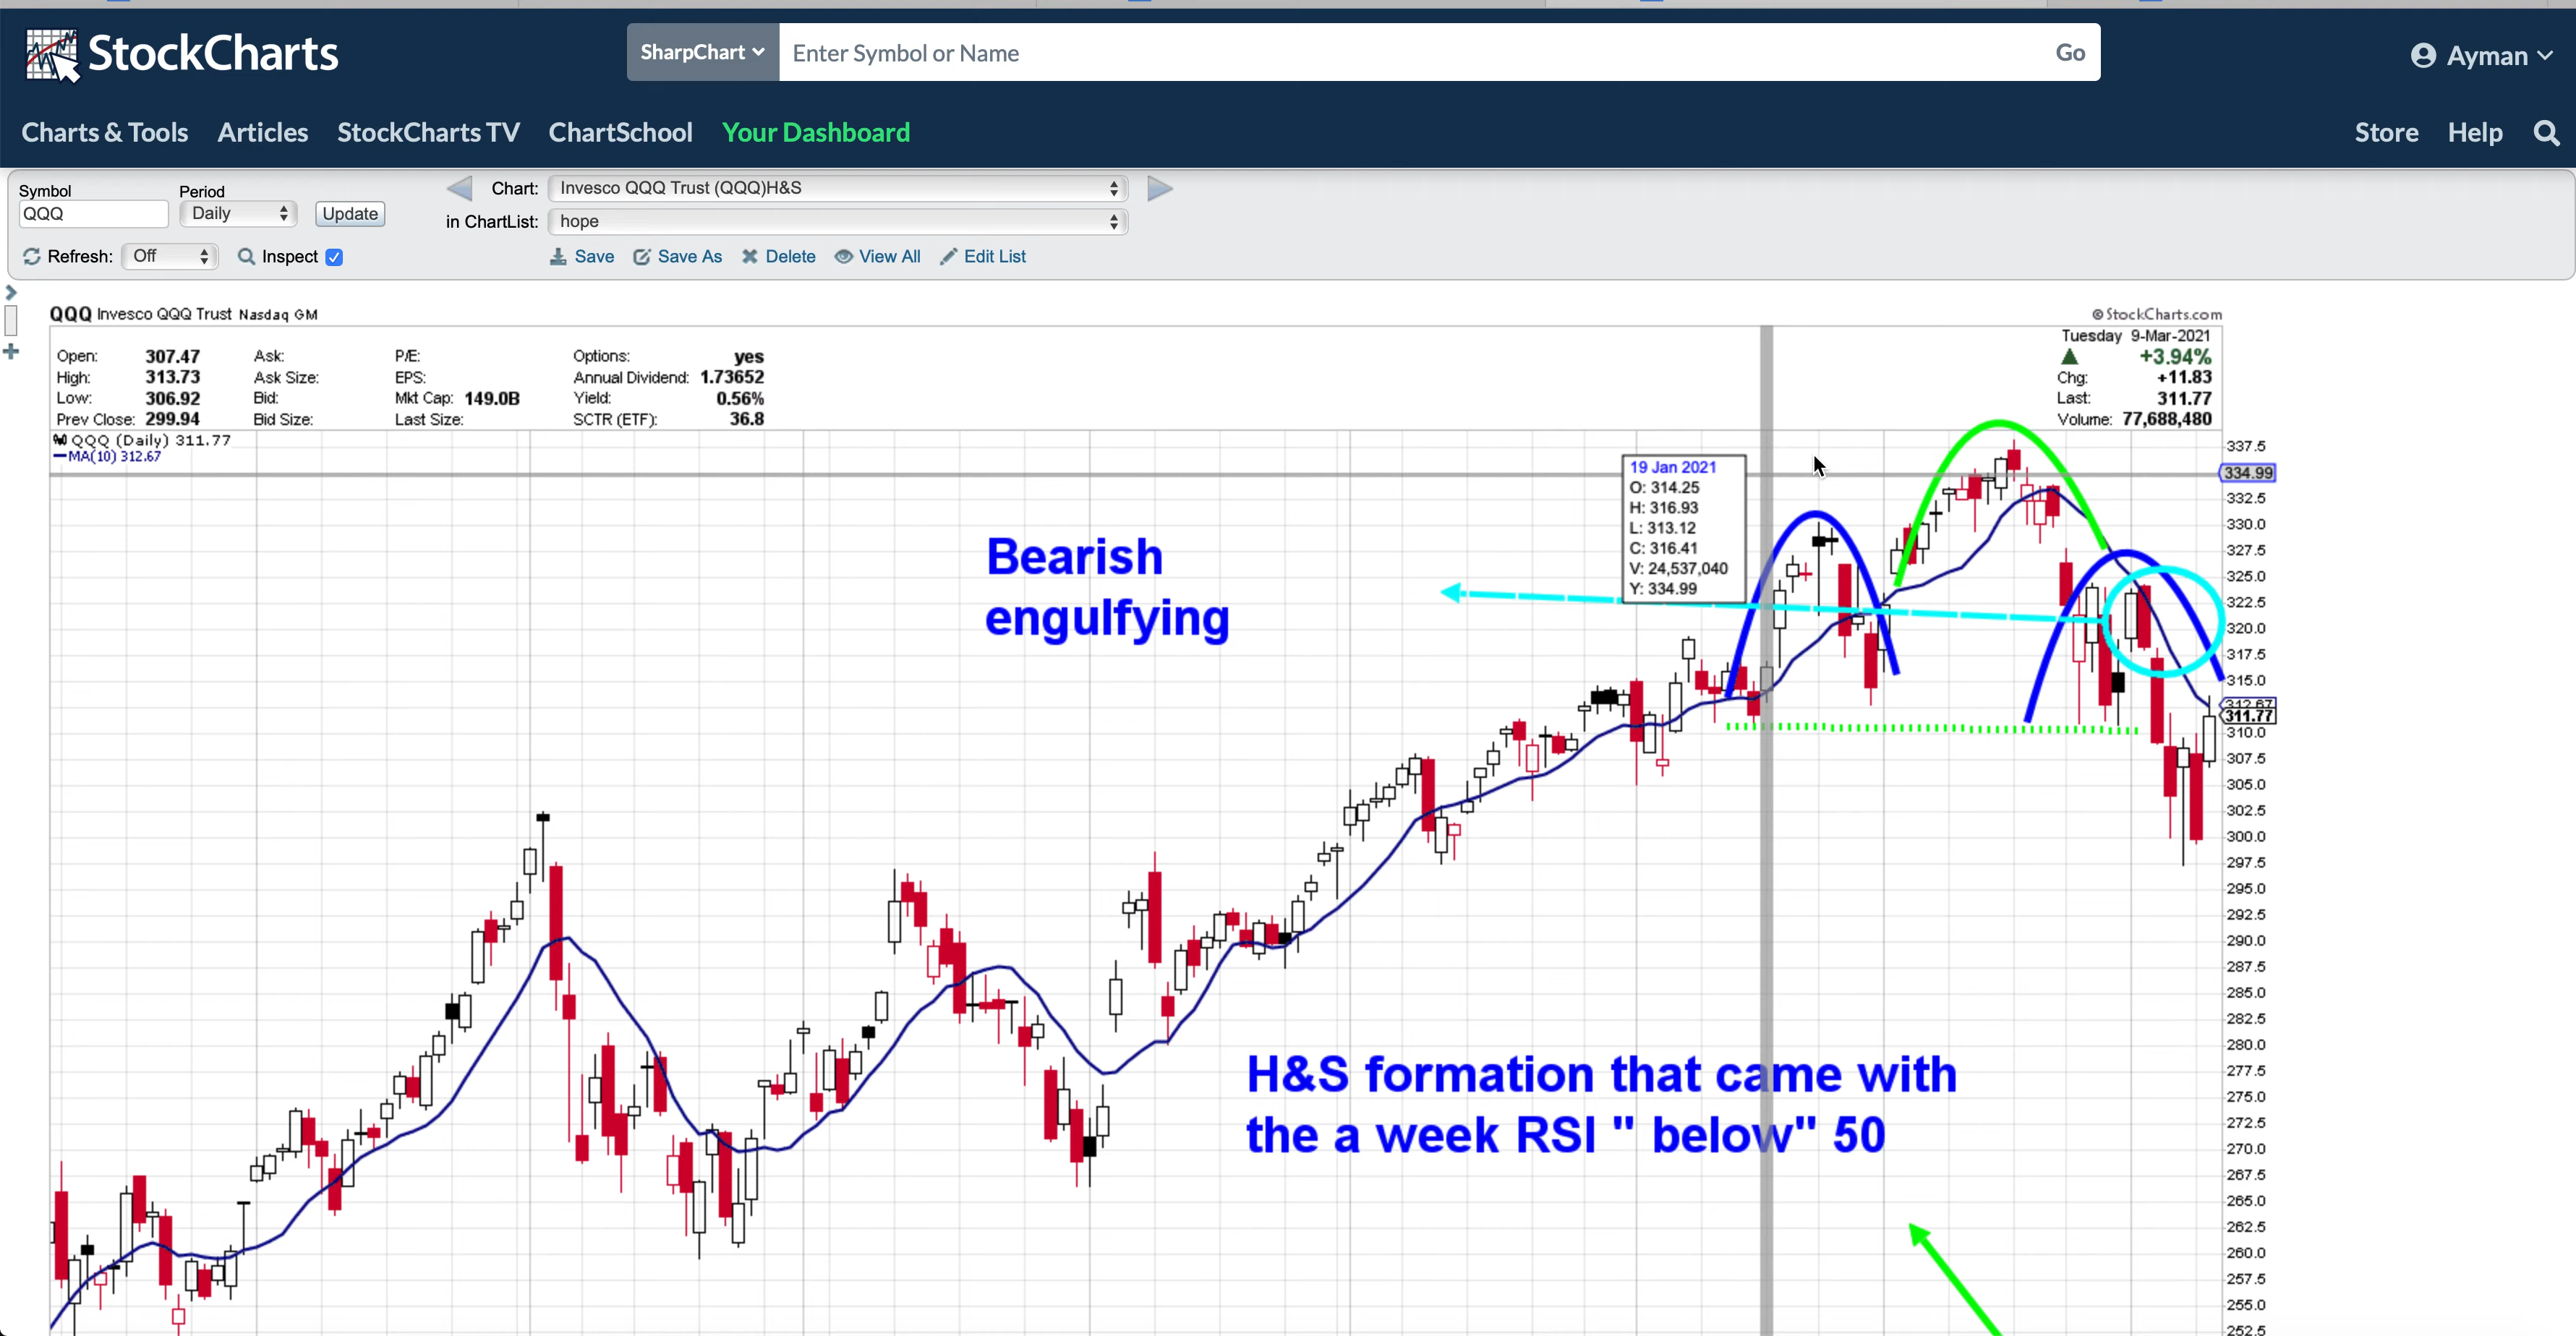 StockCharts
SharpChart Enter Symbol or Name Go
Ayman
Charts & Tools Articles StockCharts TV ChartSchool Your Dashboard
Store Help
Symbol Period
QQQ Daily Update
Chart: Invesco QQQ Trust (QQQ)H&S
in ChartList: hope
Refresh: Off Inspect
Save Save As Delete View All Edit List
QQQ Invesco QQQ Trust Nasdaq GM
© StockCharts.com
Tuesday 9-Mar-2021
Open: 307.47 Ask: P/E: Options: yes +3.94%
High: 313.73 Ask Size: EPS: Annual Dividend: 1.73652 Chg: +11.83
Low: 306.92 Bid: Mkt Cap: 149.0B Yield: 0.56% Last: 311.77
Prev Close: 299.94 Bid Size: Last Size: SCTR (ETF): 36.8 Volume: 77,688,480
QQQ (Daily) 311.77
MA(10) 312.67
19 Jan 2021
O: 314.25
H: 316.93
L: 313.12
C: 316.41
V: 24,537,040
Y: 334.99
Bearish
engulfying
H&S formation that came with
the a week RSI " below" 50
337.5
334.99
332.5
330.0
327.5
325.0
322.5
320.0
317.5
315.0
312.67
311.77
310.0
307.5
305.0
302.5
300.0
297.5
295.0
292.5
290.0
287.5
285.0
282.5
280.0
277.5
275.0
272.5
270.0
267.5
265.0
262.5
260.0
257.5
255.0
252.5